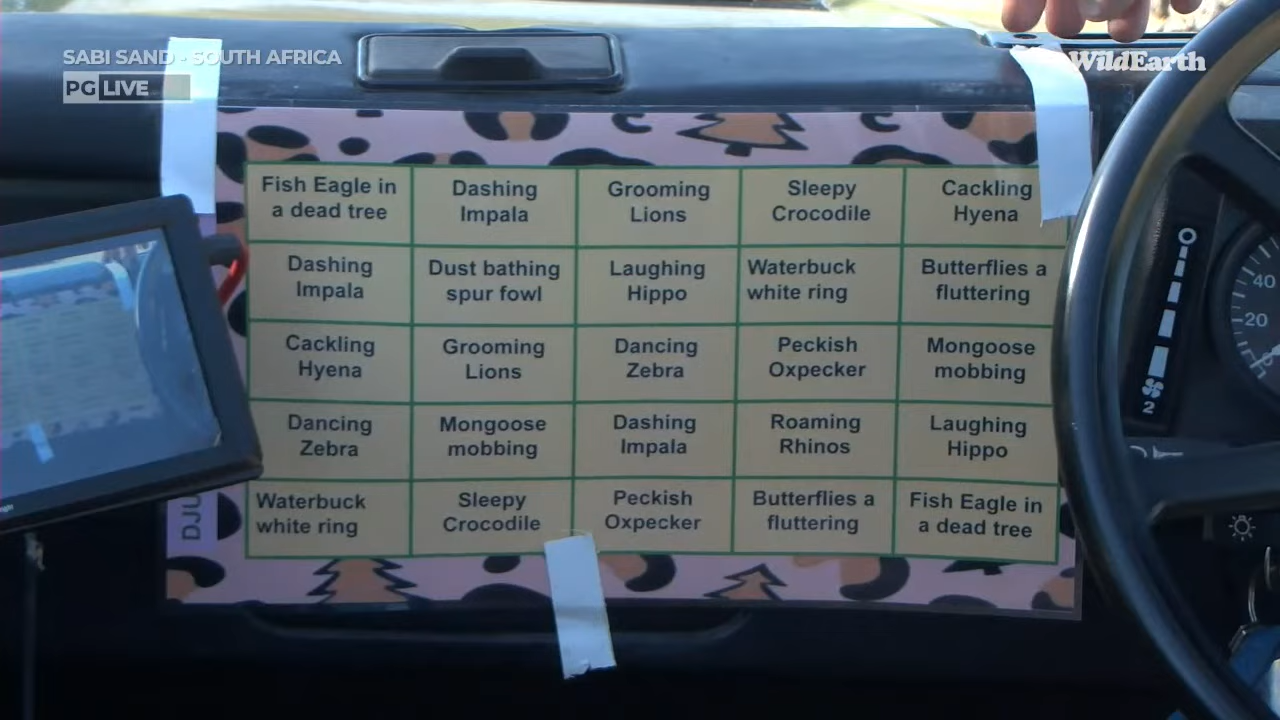 SABI SAND • SOUTH AFRICA
PG LIVE
WildEarth
Fish Eagle in
a dead tree
Dashing
Impala
Grooming
Lions
Sleepy
Crocodile
Cackling
Hyena
Dashing
Impala
Dust bathing
spur fowl
Laughing
Hippo
Waterbuck
white ring
Butterflies a
fluttering
Cackling
Hyena
Grooming
Lions
Dancing
Zebra
Peckish
Oxpecker
Mongoose
mobbing
Dancing
Zebra
Mongoose
mobbing
Dashing
Impala
Roaming
Rhinos
Laughing
Hippo
Waterbuck
white ring
Sleepy
Crocodile
Peckish
Oxpecker
Butterflies a
fluttering
Fish Eagle in
a dead tree
DJU
40
20
2